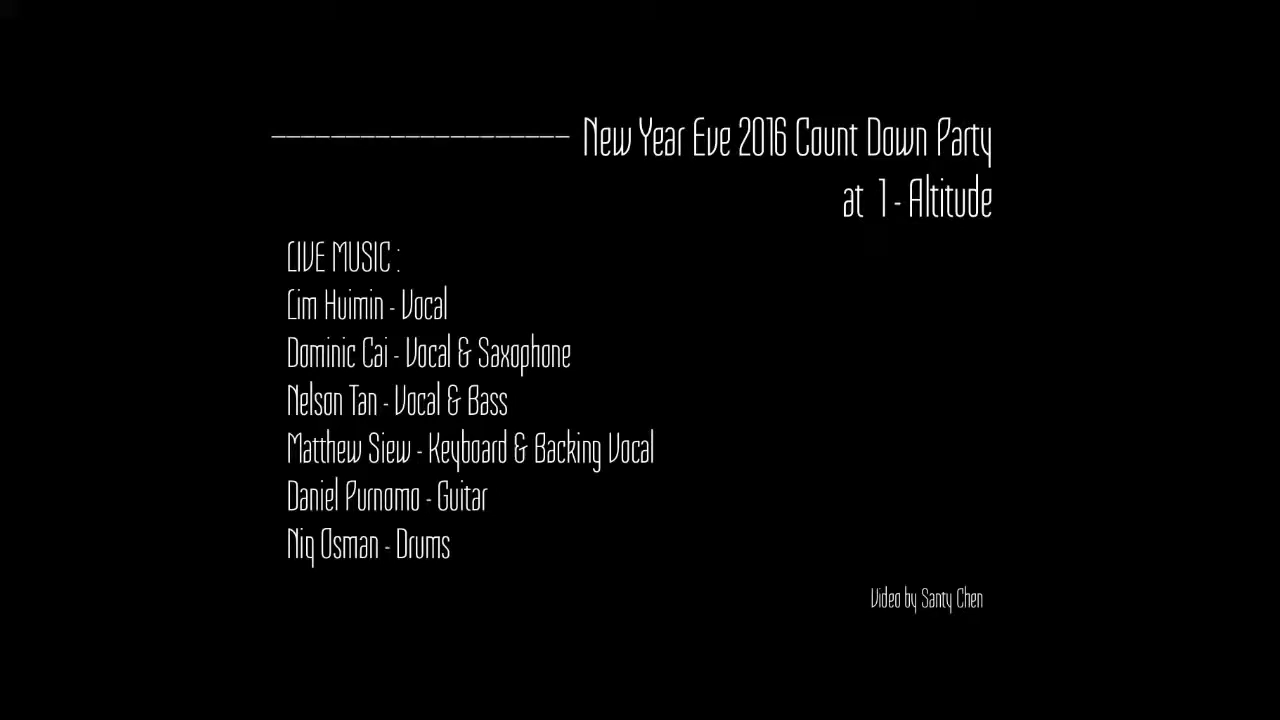 -------------------- New Year Eve 2016 Count Down Party
at 1 - Altitude
LIVE MUSIC :
Lim Huimin - Vocal
Dominic Cai - Vocal & Saxophone
Nelson Tan - Vocal & Bass
Matthew Siew - Keyboard & Backing Vocal
Daniel Purnomo - Guitar
Niq Osman - Drums
Video by Santy Chen